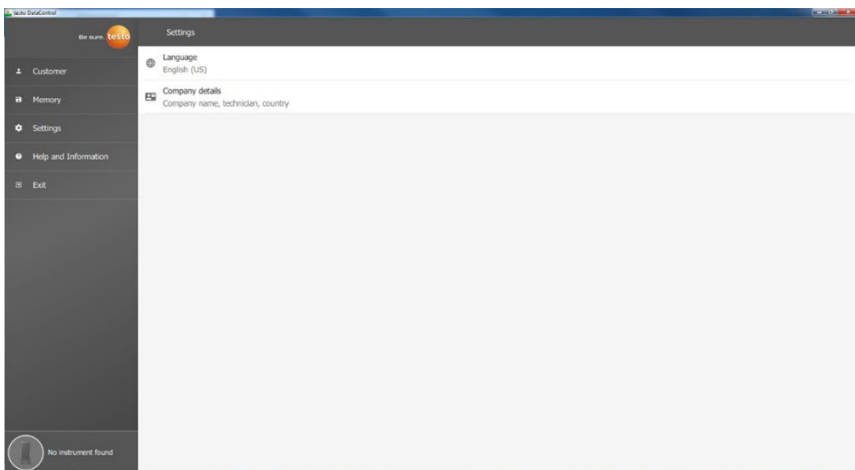 testo DataControl
Be sure. testo
Customer
Memory
Settings
Help and Information
Exit
No instrument found
Settings
Language
English (US)
Company details
Company name, technician, country